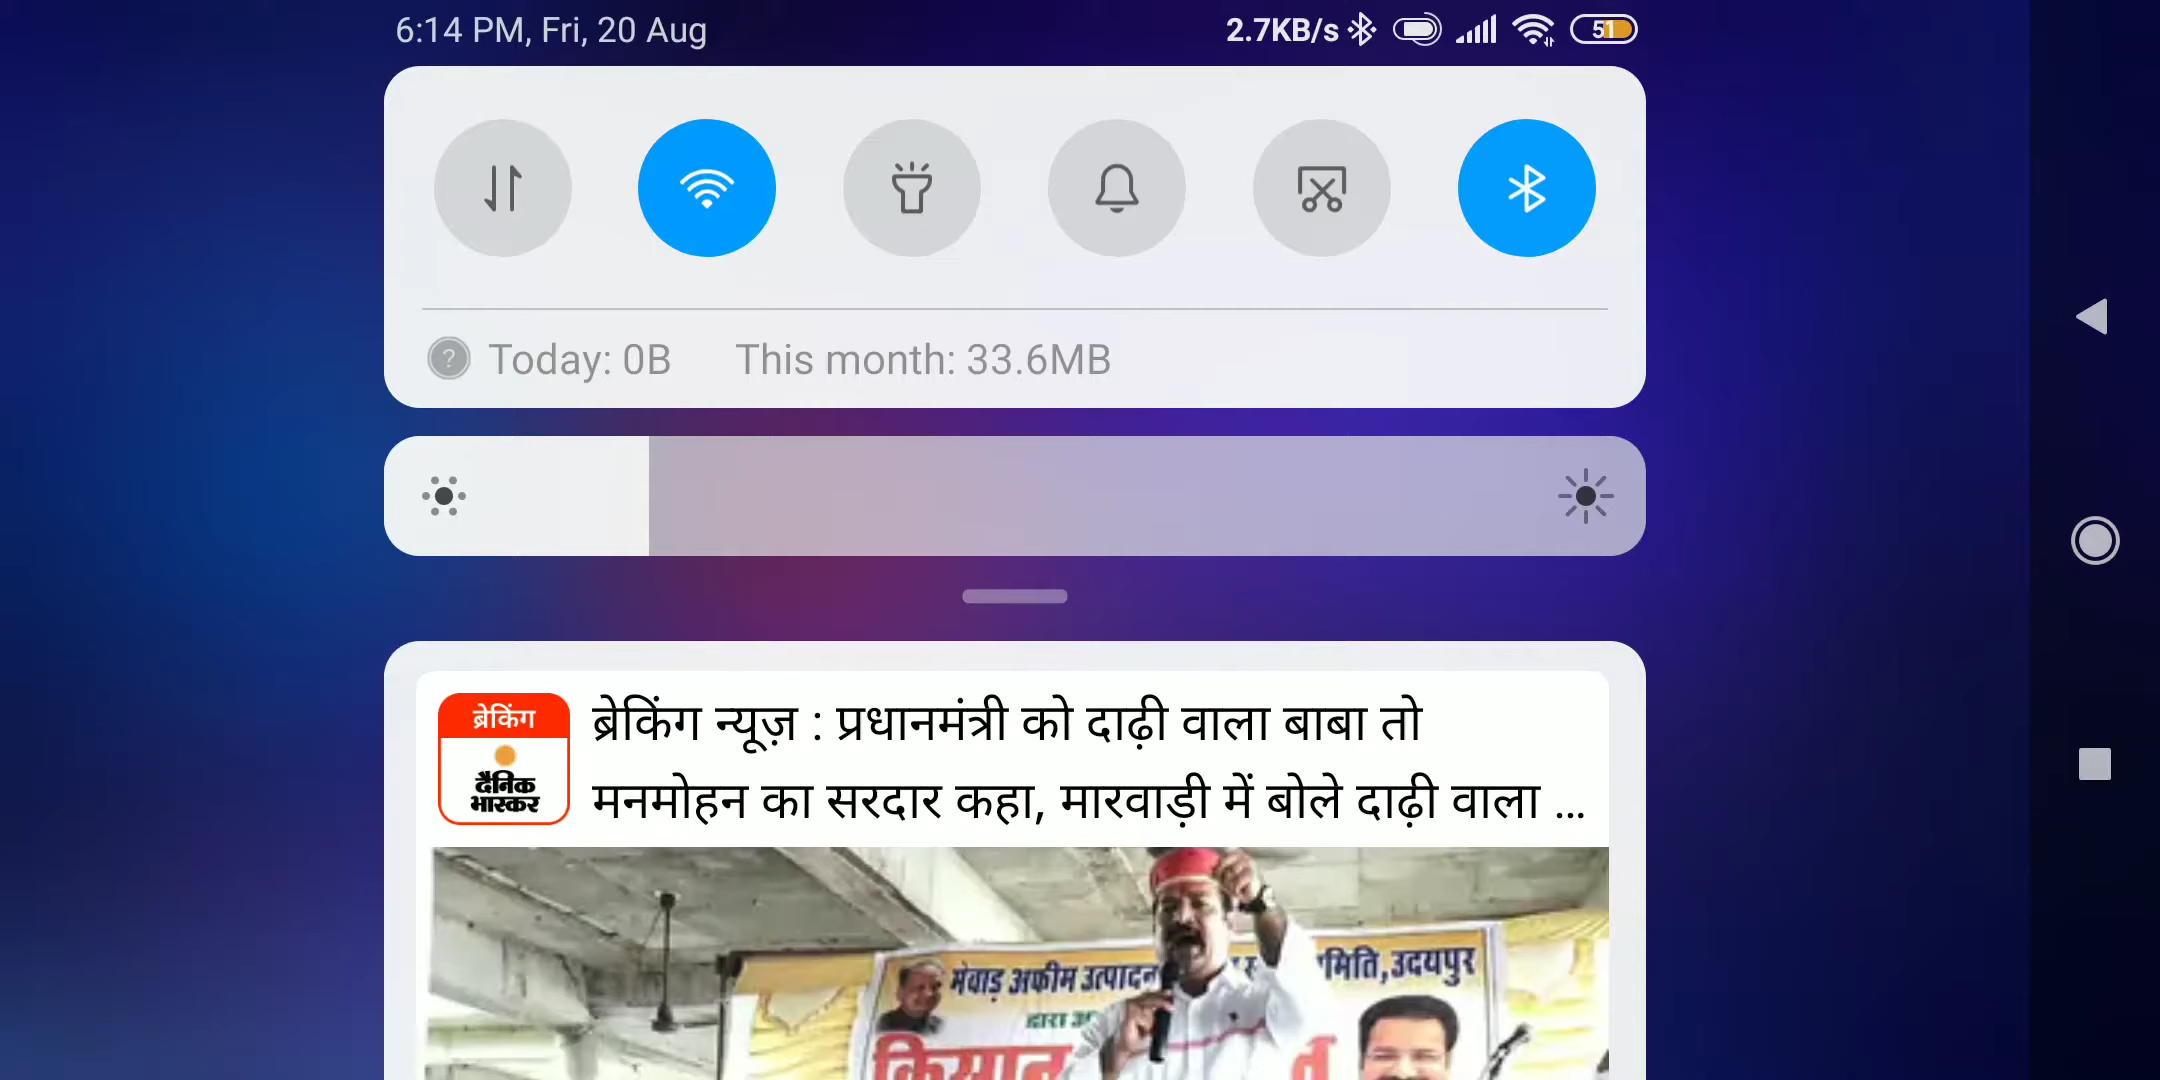 6:14 PM, Fri, 20 Aug
2.7KB/s
51
Today: 0B This month: 33.6MB
ब्रेकिंग
दैनिक
भास्कर
ब्रेकिंग न्यूज़ : प्रधानमंत्री को दाढ़ी वाला बाबा तो
मनमोहन का सरदार कहा, मारवाड़ी में बोले दाढ़ी वाला ...
मेवाड़ अफीम उत्पादन मिति, उदयपुर
द्वारा
किसान